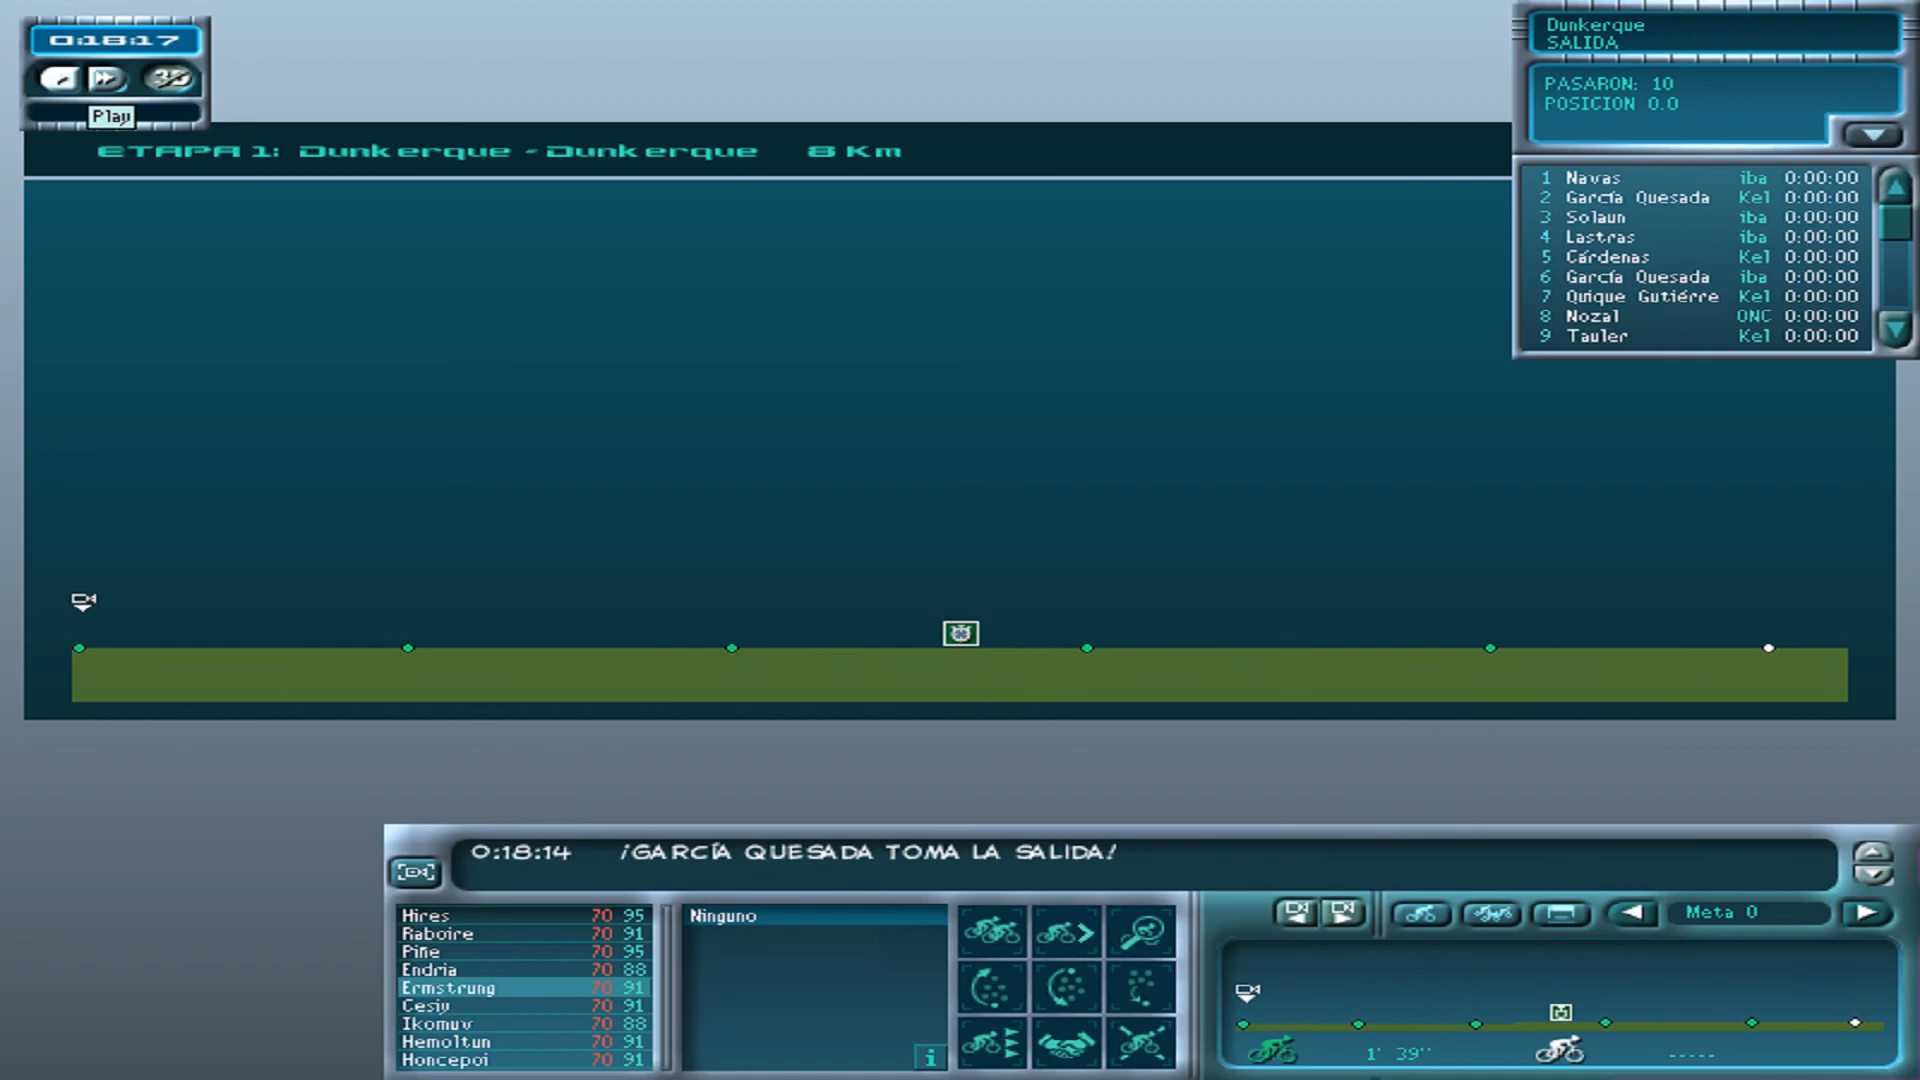 0:18:17
3D
Play
ETAPA 1: Dunkerque - Dunkerque 8 Km
Dunkerque
SALIDA
PASARON: 10
POSICION 0.0
1 Navas iba 0:00:00
2 García Quesada Kel 0:00:00
3 Solaun iba 0:00:00
4 Lastras iba 0:00:00
5 Cárdenas Kel 0:00:00
6 García Quesada iba 0:00:00
7 Quique Gutiérre Kel 0:00:00
8 Nozal ONC 0:00:00
9 Tauler Kel 0:00:00
0:18:14 ¡GARCÍA QUESADA TOMA LA SALIDA!
Hires 70 95
Raboire 70 91
Piñe 70 95
Endria 70 88
Ermstrung 70 91
Cesiy 70 91
Ikomuv 70 88
Hemoltun 70 91
Honcepoi 70 91
Ninguno
i
Meta 0
1' 39'' -----